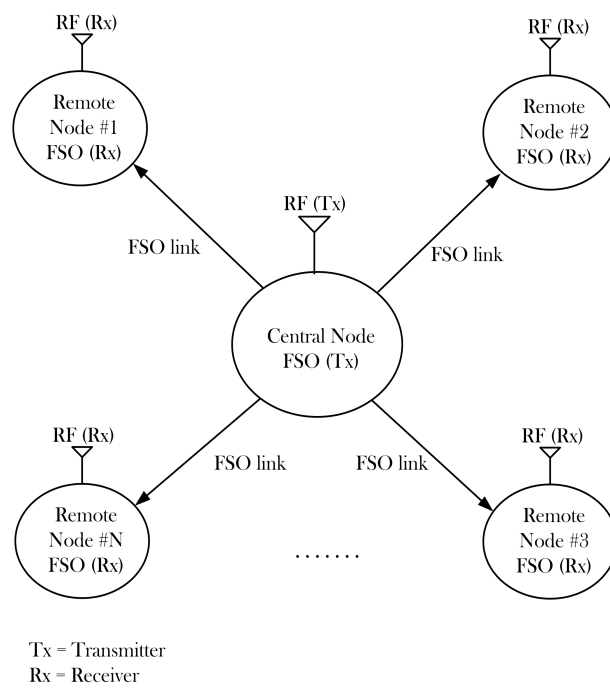 RF (Rx)
RF (Rx)
Remote
Node #1
FSO (Rx)
Remote
Node #2
FSO (Rx)
RF (Tx)
FSO link
FSO link
Central Node
FSO (Tx)
RF (Rx)
RF (Rx)
FSO link
FSO link
Remote
Node #N
FSO (Rx)
.......
Remote
Node #3
FSO (Rx)
Tx = Transmitter
Rx = Receiver